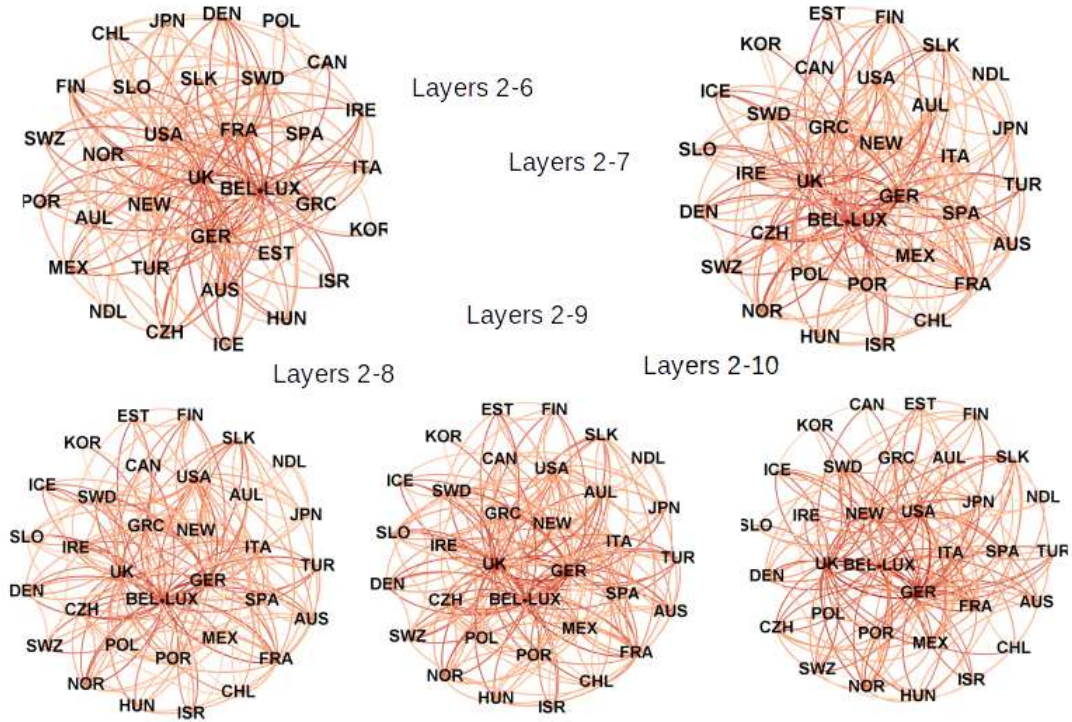 DEN
JPN
POL
CHL
CAN
FIN
SLO
SLK
SWD
IRE
SWZ
USA
FRA
SPA
NOR
ITA
UK
BEL-LUX
POR
NEW
GRC
AUL
KOR
GER
EST
MEX
TUR
ISR
AUS
NDL
HUN
CZH
ICE
Layers 2-6
Layers 2-7
EST
FIN
KOR
SLK
CAN
USA
NDL
ICE
AUL
SWD
GRC
JPN
NEW
SLO
ITA
IRE
UK
TUR
GER
DEN
BEL-LUX
SPA
CZH
AUS
MEX
SWZ
POL
POR
FRA
NOR
CHL
HUN
ISR
Layers 2-9
Layers 2-8
Layers 2-10
EST
FIN
KOR
SLK
CAN
NDL
USA
ICE
SWD
AUL
JPN
GRC
NEW
SLO
IRE
ITA
UK
TUR
GER
DEN
BEL-LUX
SPA
CZH
AUS
MEX
SWZ
POL
POR
FRA
NOR
CHL
HUN
ISR
EST
FIN
KOR
SLK
CAN
NDL
USA
ICE
SWD
AUL
JPN
GRC
NEW
SLO
IRE
ITA
UK
TUR
GER
DEN
BEL-LUX
SPA
CZH
AUS
MEX
SWZ
POL
POR
FRA
NOR
CHL
HUN
ISR
CAN
EST
FIN
KOR
GRC
AUL
SLK
ICE
SWD
NDL
JPN
IRE
NEW
USA
SLO
ITA
SPA
TUR
UK
BEL-LUX
DEN
GER
FRA
AUS
POL
CZH
POR
MEX
CHL
SWZ
NOR
ISR
HUN